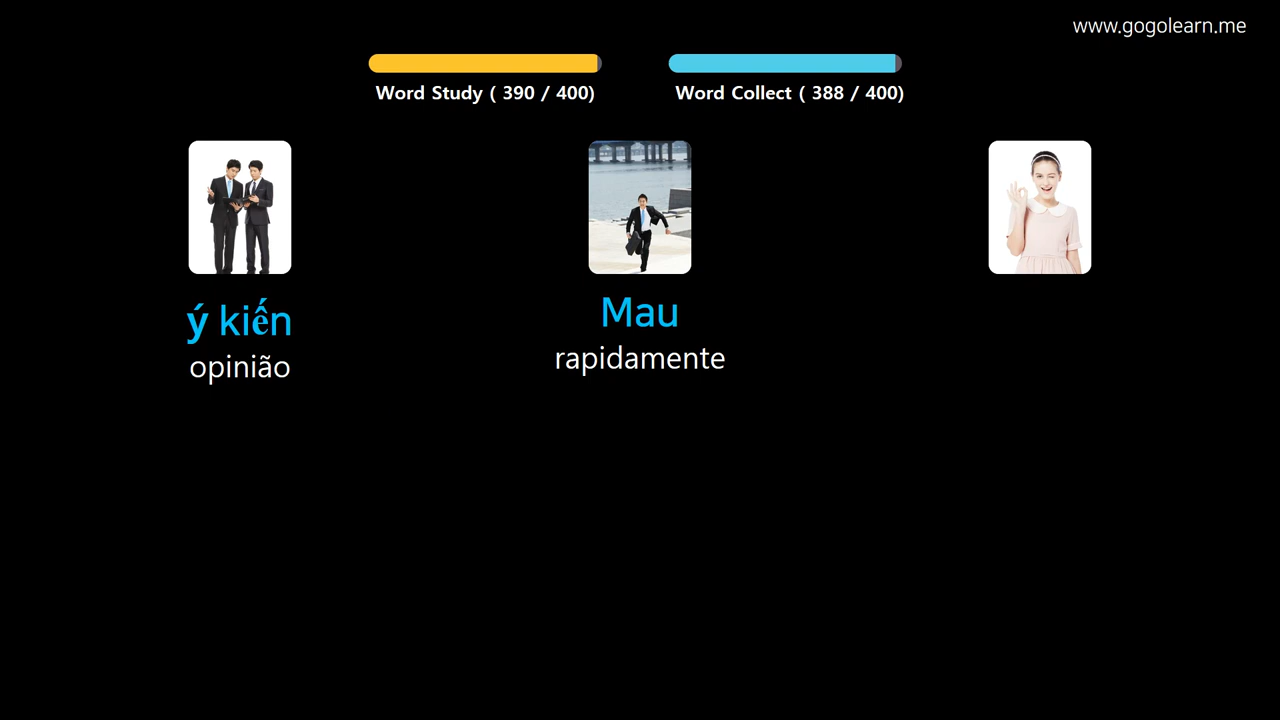 www.gogolearn.me
Word Study ( 390 / 400)
Word Collect ( 388 / 400)
ý kiến
opinião
Mau
rapidamente